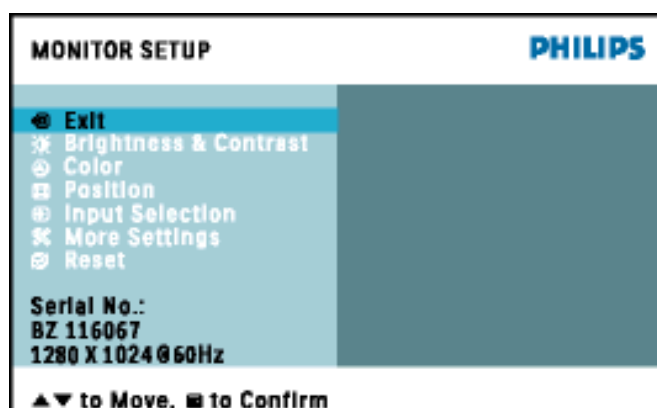 MONITOR SETUP PHILIPS
Exit
Brightness & Contrast
Color
Position
Input Selection
More Settings
Reset
Serial No.:
BZ 116067
1280 X 1024@60Hz
▲▼ to Move, to Confirm